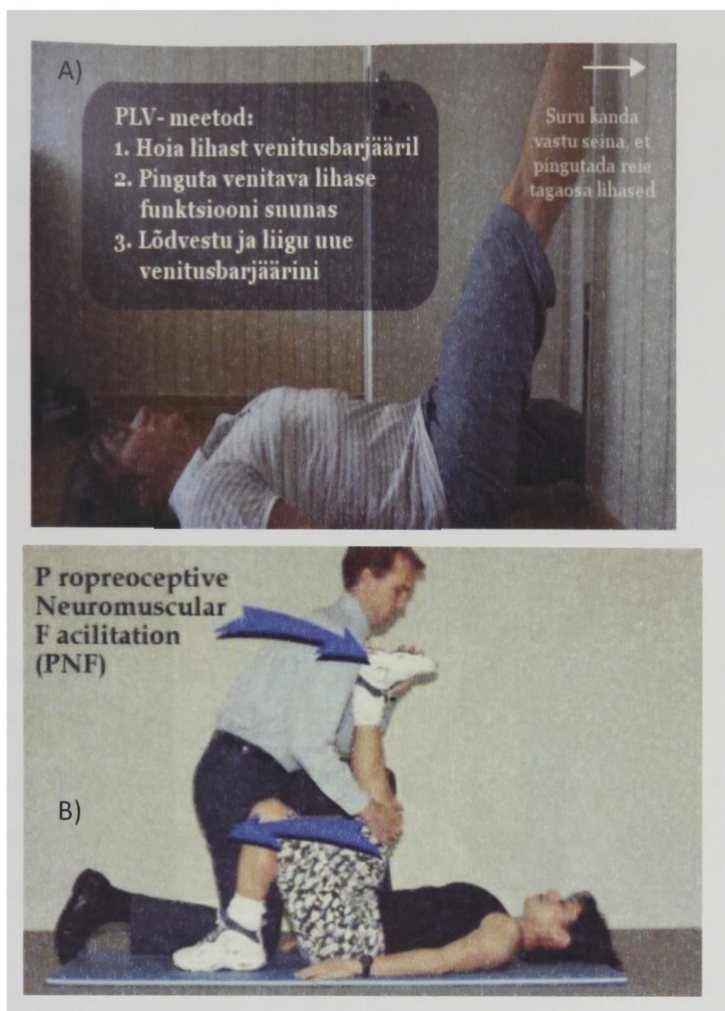 A)
PLV- meetod:
1. Hoia lihast venitusbarjääril
2. Pinguta venitava lihase
funktsiooni suunas
3. Lõdvestu ja liigu uue
venitusbarjäärini
Suru kanda
vastu seina, et
pingutada reie
tagaosa lihased
P ropreoceptive
Neuromuscular
F acilitation
(PNF)
B)